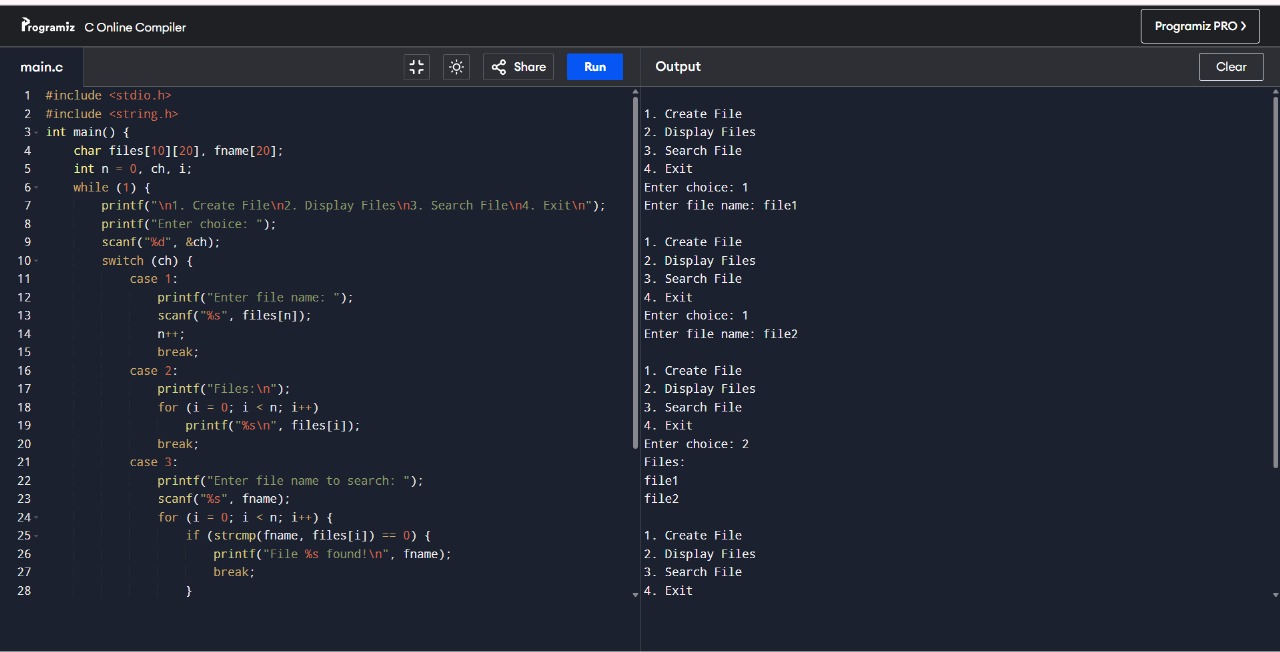 Programiz C Online Compiler
Programiz PRO >
main.c
Share
Run
Output
Clear
1 #include <stdio.h>
2 #include <string.h>
3 int main() {
4     char files[10][20], fname[20];
5     int n = 0, ch, i;
6     while (1) {
7         printf("\n1. Create File\n2. Display Files\n3. Search File\n4. Exit\n");
8         printf("Enter choice: ");
9         scanf("%d", &ch);
10         switch (ch) {
11             case 1:
12                 printf("Enter file name: ");
13                 scanf("%s", files[n]);
14                 n++;
15                 break;
16             case 2:
17                 printf("Files:\n");
18                 for (i = 0; i < n; i++)
19                     printf("%s\n", files[i]);
20                 break;
21             case 3:
22                 printf("Enter file name to search: ");
23                 scanf("%s", fname);
24                 for (i = 0; i < n; i++) {
25                     if (strcmp(fname, files[i]) == 0) {
26                         printf("File %s found!\n", fname);
27                         break;
28                     }
1. Create File
2. Display Files
3. Search File
4. Exit
Enter choice: 1
Enter file name: file1
1. Create File
2. Display Files
3. Search File
4. Exit
Enter choice: 1
Enter file name: file2
1. Create File
2. Display Files
3. Search File
4. Exit
Enter choice: 2
Files:
file1
file2
1. Create File
2. Display Files
3. Search File
4. Exit